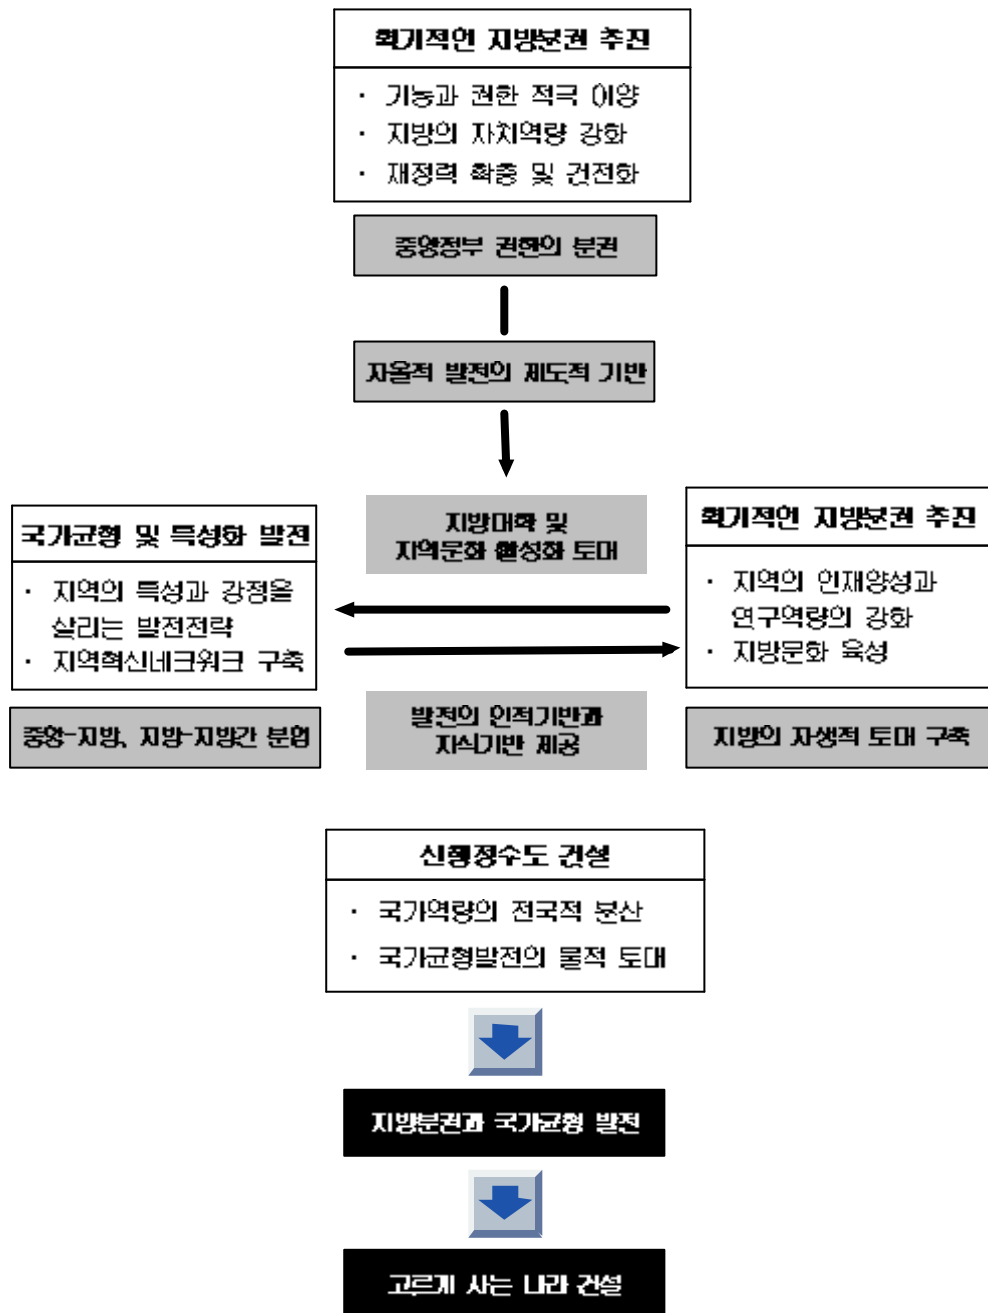 획기적인 지방분권 추진
· 기능과 권한 적극 이양
· 지방의 자치역량 강화
· 재정력 확충 및 건전화
중앙정부 권한의 분권
자율적 발전의 제도적 기반
지방대학 및
지역문화 활성화 토대
국가균형 및 특성화 발전
· 지역의 특성과 강점을
살리는 발전전략
· 지역혁신네크워크 구축
중앙-지방, 지방-지방간 분업
발전의 인적기반과
지식기반 제공
획기적인 지방분권 추진
· 지역의 인재양성과
연구역량의 강화
· 지방문화 육성
지방의 자생적 토대 구축
신행정수도 건설
· 국가역량의 전국적 분산
· 국가균형발전의 물적 토대
지방분권과 국가균형 발전
고르게 사는 나라 건설